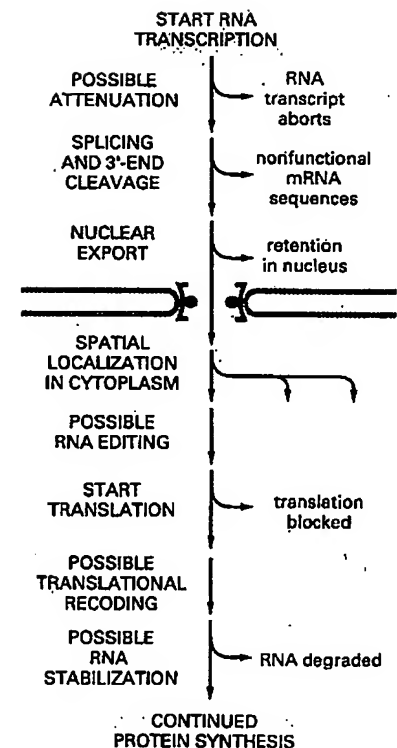 START RNA
TRANSCRIPTION
POSSIBLE
ATTENUATION
RNA
transcript
aborts
SPLICING
AND 3'-END
CLEAVAGE
nonfunctional
mRNA
sequences
NUCLEAR
EXPORT
retention
in nucleus
SPATIAL
LOCALIZATION
IN CYTOPLASM
POSSIBLE
RNA EDITING
START
TRANSLATION
translation
blocked
POSSIBLE
TRANSLATIONAL
RECODING
POSSIBLE
RNA
STABILIZATION
RNA degraded
CONTINUED
PROTEIN SYNTHESIS